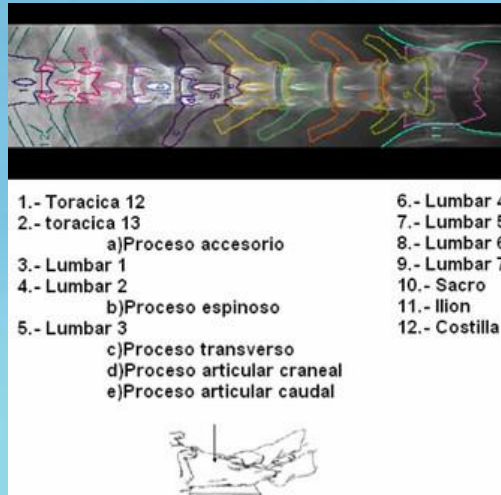 1.- Toracica 12
2.- toracica 13
a)Proceso accesorio
3.- Lumbar 1
4.- Lumbar 2
b)Proceso espinoso
5.- Lumbar 3
c)Proceso transverso
d)Proceso articular craneal
e)Proceso articular caudal
6.- Lumbar 4
7.- Lumbar 5
8.- Lumbar 6
9.- Lumbar 7
10.- Sacro
11.- Ilion
12.- Costilla